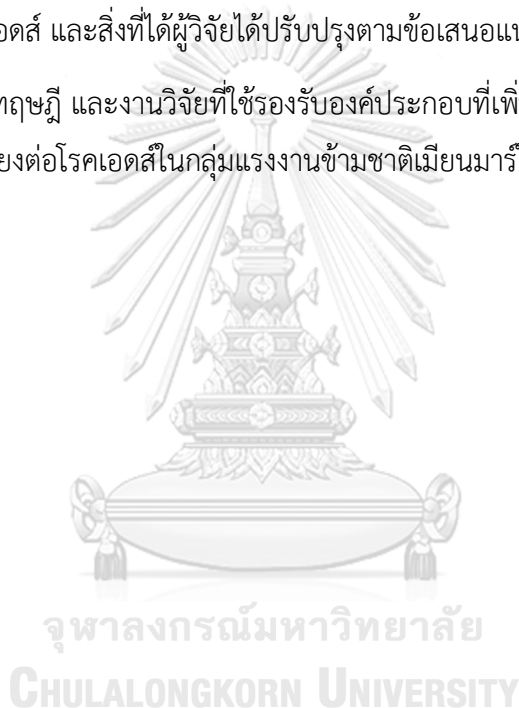 อดส์ และสิ่งที่ได้ผู้วิจัยได้ปรับปรุงตามข้อเสนอแน
ทฤษฎี และงานวิจัยที่ใช้รองรับองค์ประกอบที่เพิ่
ยงต่อโรคเอดส์ในกลุ่มแรงงานข้ามชาติเมียนมาร์
จุฬาลงกรณ์มหาวิทยาลัย
CHULALONGKORN UNIVERSITY